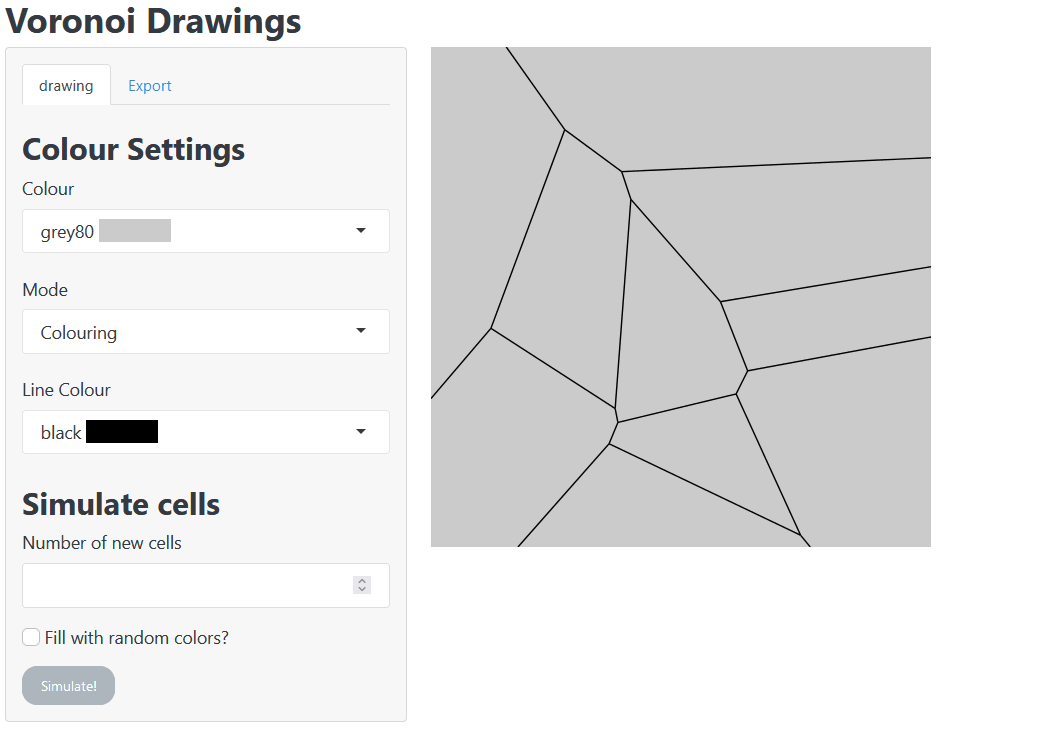 Voronoi Drawings
drawing Export
Colour Settings
Colour
grey80
Mode
Colouring
Line Colour
black
Simulate cells
Number of new cells
Fill with random colors?
Simulate!